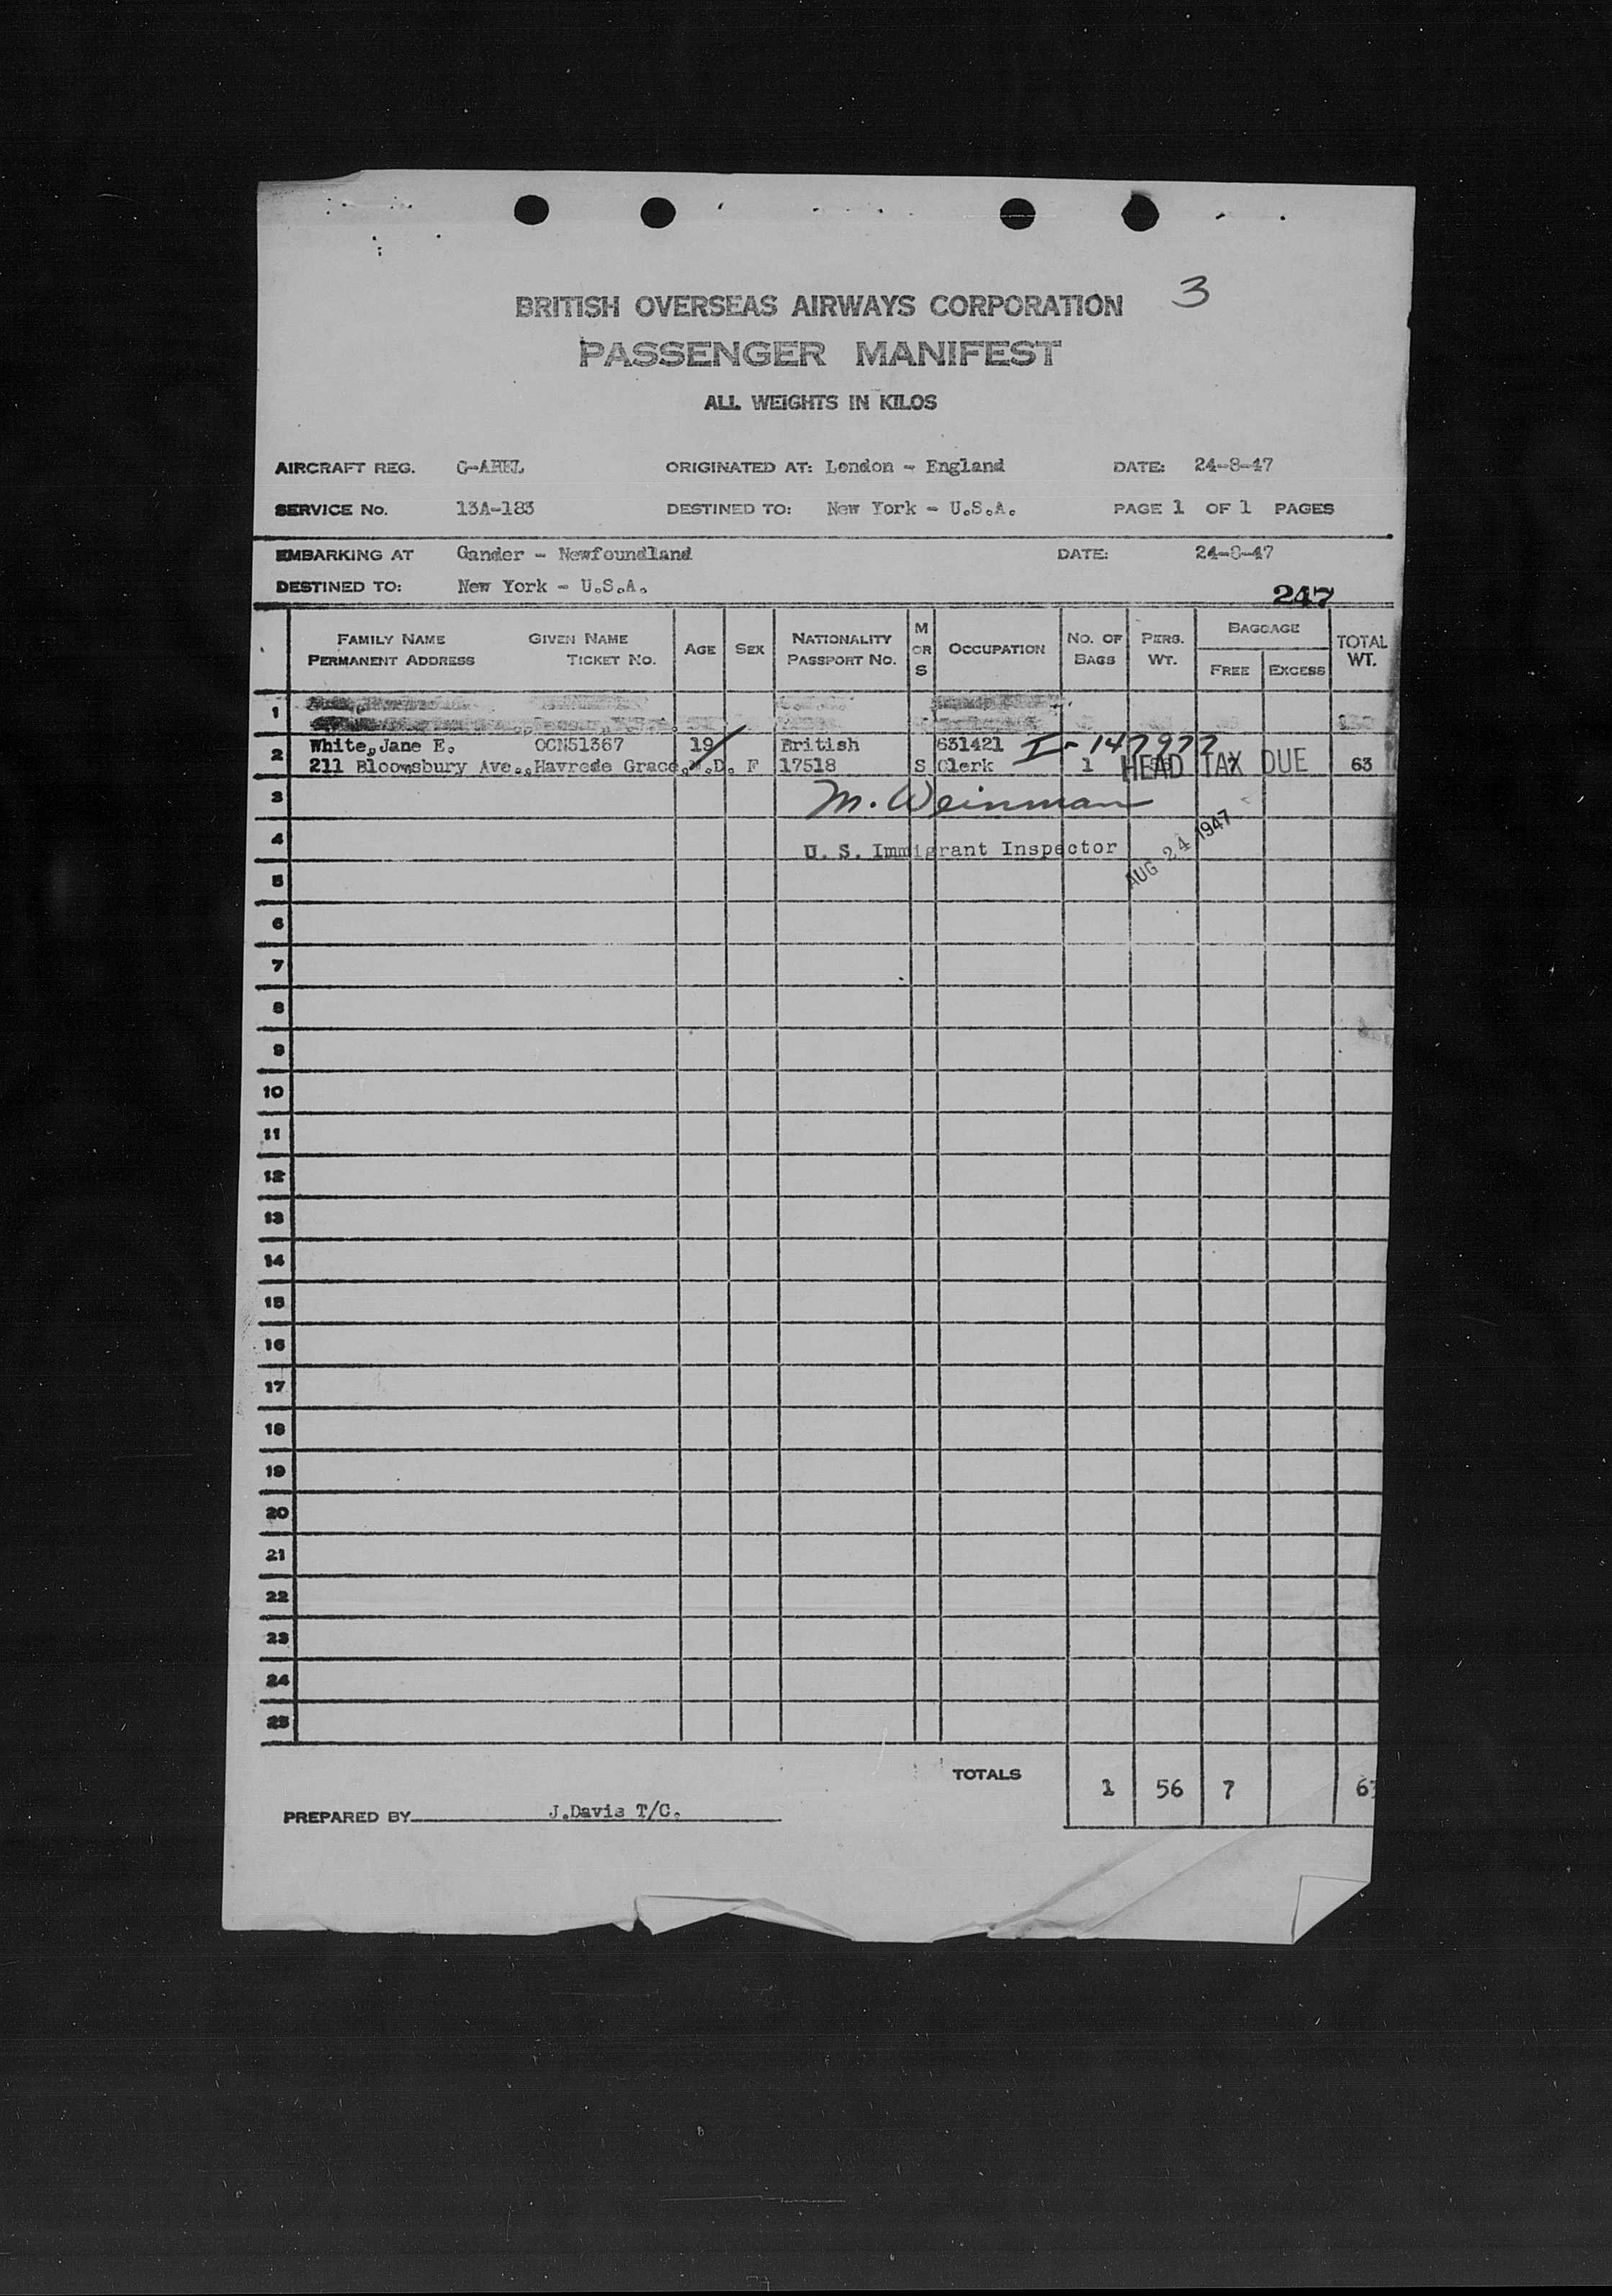 3
BRITISH OVERSEAS AIRWAYS CORPORATION
PASSENGER MANIFEST
ALL WEIGHTS IN KILOS
AIRCRAFT REG. ORIGINATED AT: London - England DATE: 24-8-47
SERVICE No. 13A-183 DESTINED TO: New York - U.S.A. PAGE 1 OF 1 PAGES
EMBARKING AT Gander - Newfoundland DATE: 24-8-47
DESTINED TO: New York - U.S.A.
247
FAMILY NAME GIVEN NAME AGE SEX NATIONALITY M OR S OCCUPATION NO. OF BAGS PERS. WT. BAGGAGE TOTAL WT.
PERMANENT ADDRESS TICKET NO. PASSPORT NO. FREE EXCESS
1
2 White,Jane E. OCN51367 19 British 631421 I-147977
211 Bloomsbury Ave.,Havrede Grace, .D. F 17518 S Clerk 1 HEAD TAX DUE 63
3 M. Weinman
4 U. S. Immigrant Inspector AUG 24 1947
5
6
7
8
9
10
11
12
13
14
15
16
17
18
19
20
21
22
23
24
25
TOTALS 1 56 7 63
PREPARED BY J.Davis T/C.